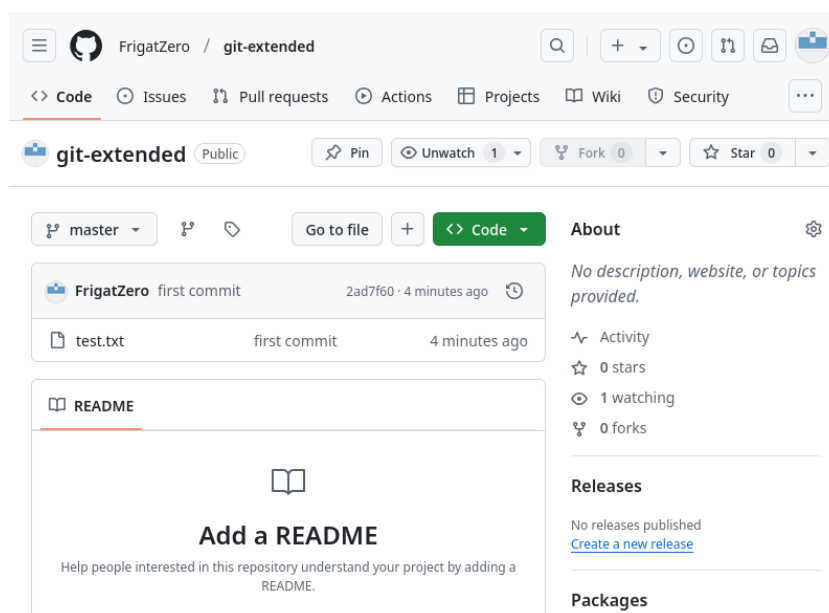 FrigatZero / git-extended
Code Issues Pull requests Actions Projects Wiki Security
git-extended Public Pin Unwatch 1 Fork 0 Star 0
master Go to file Code
About
No description, website, or topics
provided.
FrigatZero first commit 2ad7f60 · 4 minutes ago
test.txt first commit 4 minutes ago
Activity
0 stars
1 watching
0 forks
README
Add a README
Help people interested in this repository understand your project by adding a
README.
Releases
No releases published
Create a new release
Packages